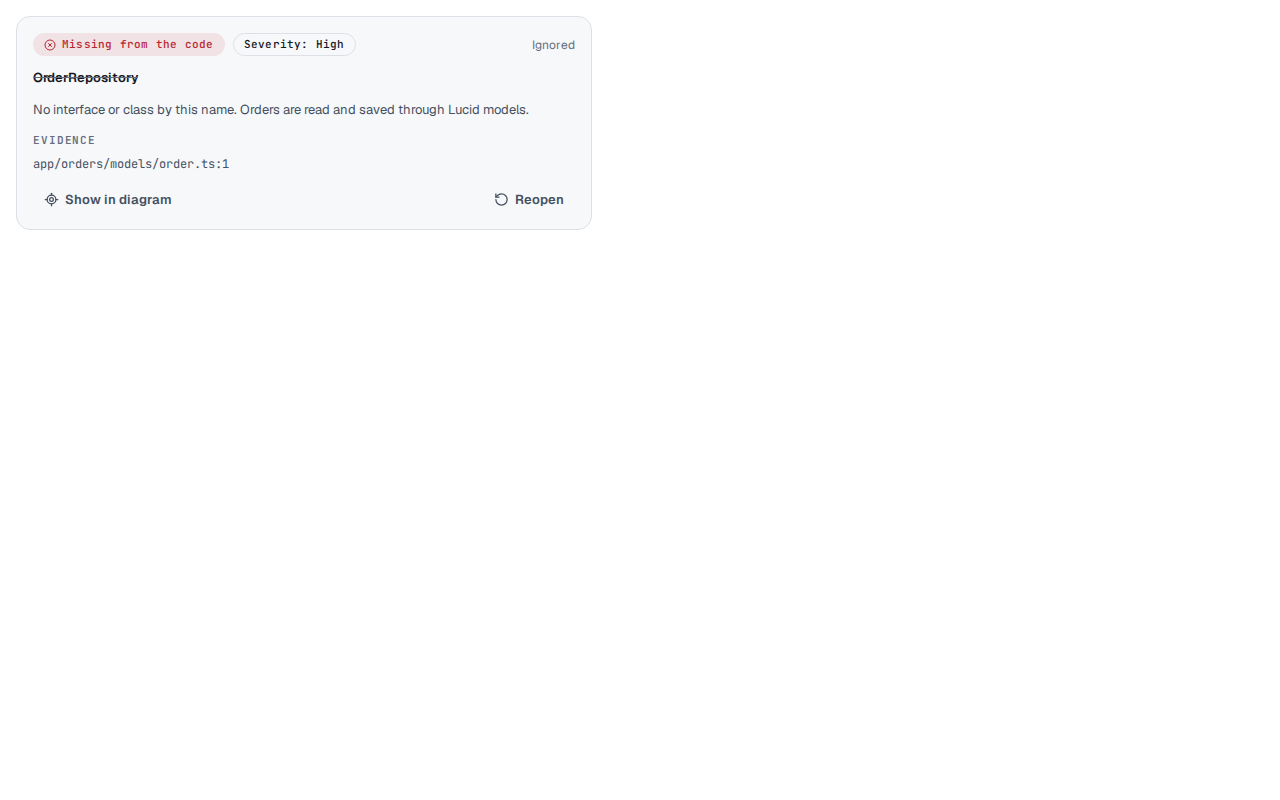 Missing from the code Severity: High Ignored
OrderRepository
No interface or class by this name. Orders are read and saved through Lucid models.
EVIDENCE
app/orders/models/order.ts:1
Show in diagram Reopen